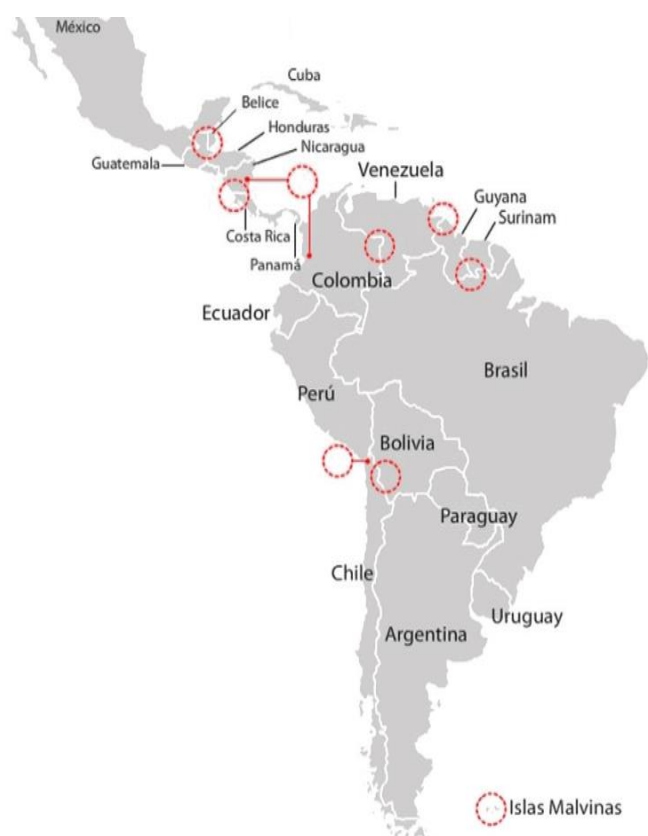 México
Cuba
Belice
Honduras
Nicaragua
Guatemala
Venezuela
Guyana
Surinam
Costa Rica
Panamá
Colombia
Ecuador
Brasil
Perú
Bolivia
Paraguay
Chile
Uruguay
Argentina
Islas Malvinas